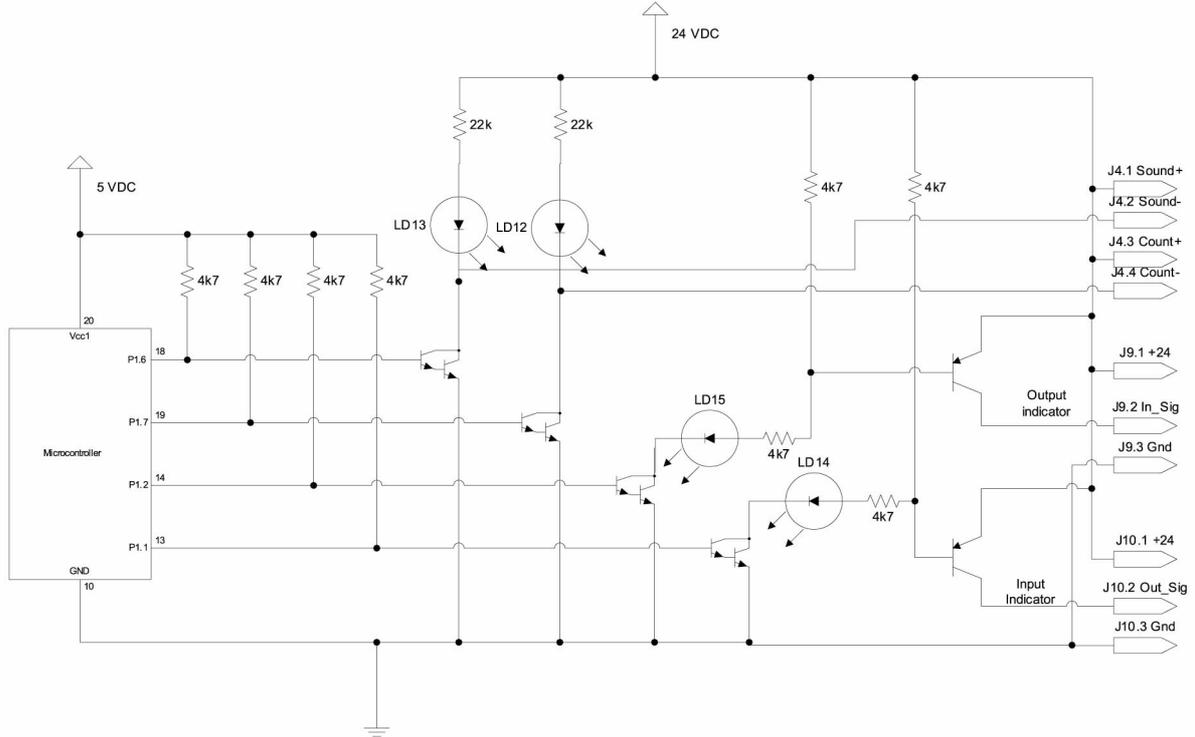 24 VDC
22k
22k
5 VDC
4k7
4k7
J4.1 Sound+
J4.2 Sound-
LD13
LD12
J4.3 Count+
J4.4 Count-
4k7
4k7
4k7
4k7
20
Vcc1
P1.6
18
J9.1 +24
LD15
Output
indicator
J9.2 In_Sig
P1.7
19
J9.3 Gnd
Microcontroller
4k7
LD14
P1.2
14
4k7
P1.1
13
J10.1 +24
GND
10
Input
Indicator
J10.2 Out_Sig
J10.3 Gnd